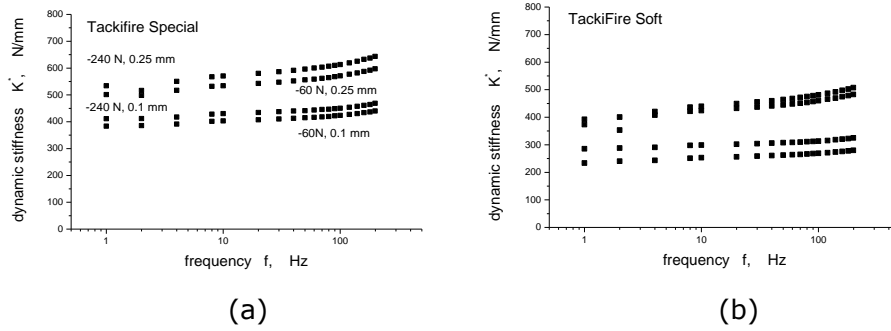 Tackifire Special
800
700
600
500
400
300
200
100
0
dynamic stiffness K*, N/mm
-240 N, 0.25 mm
-60 N, 0.25 mm
-240 N, 0.1 mm
-60N, 0.1 mm
1
10
100
frequency f, Hz
(a)
TackiFire Soft
800
700
600
500
400
300
200
100
0
dynamic stiffness K*, N/mm
1
10
100
frequency f, Hz
(b)